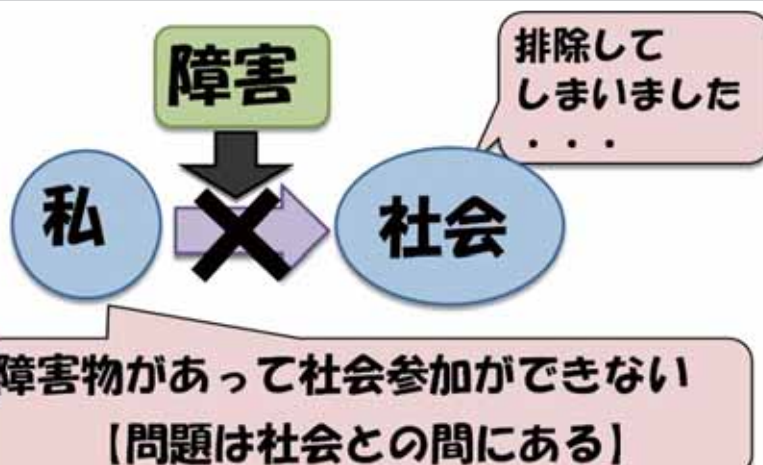 障害
排除して
しまいました
・・・
私
社会
障害物があって社会参加ができない
【問題は社会との間にある】